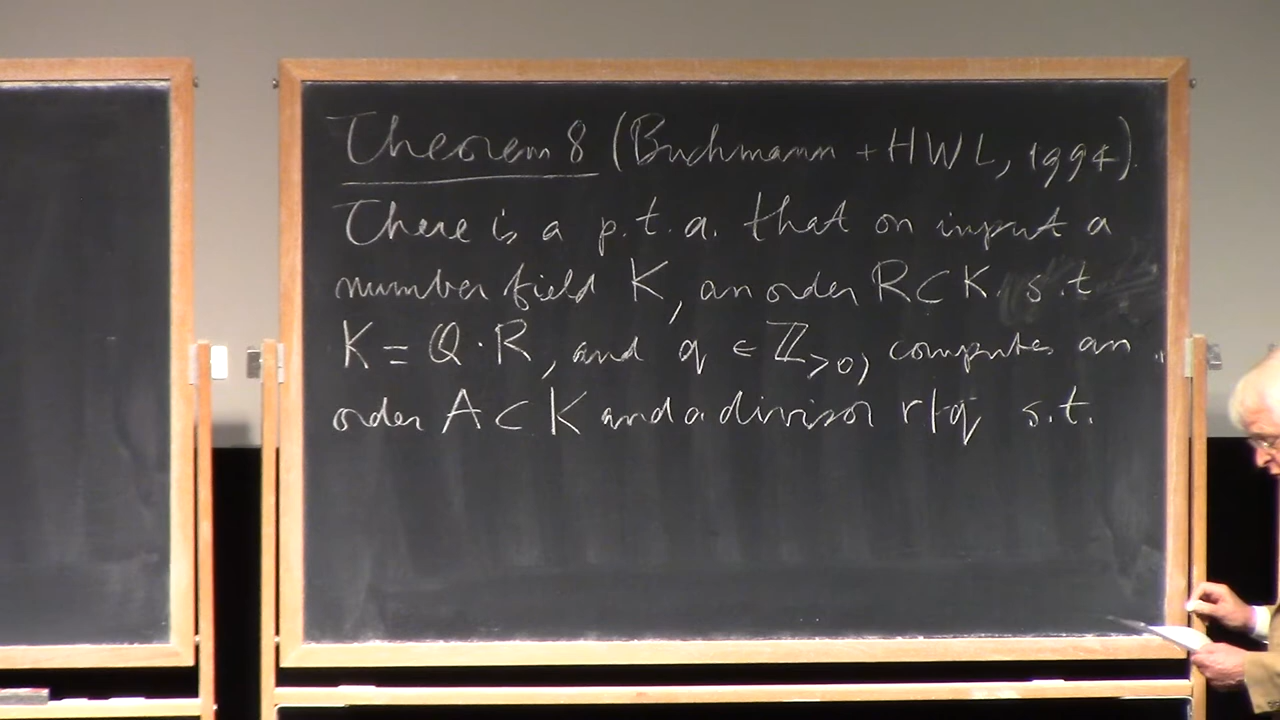 Theorem 8 (Buchmann + HWL, 1994).
There is a p.t.a. that on input a
number field K, an order R ⊂ K s.t
K = ℚ · R, and q ∈ ℤ>0, computes an
order A ⊂ K and a divisor r|q s.t.